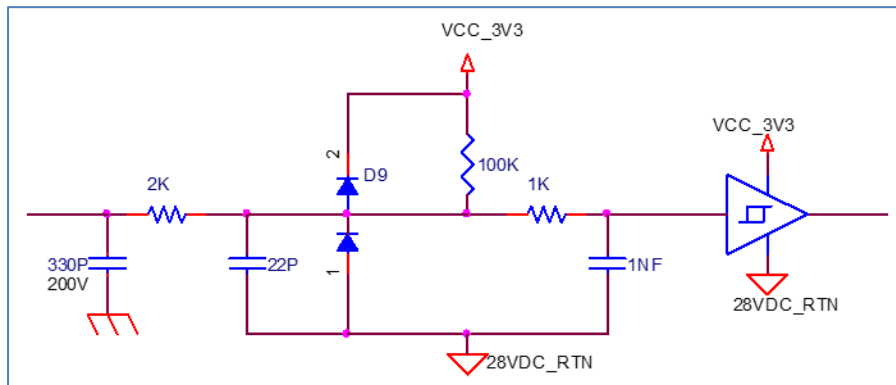 VCC_3V3
2
D9
100K
VCC_3V3
2K
1K
330P
200V
22P
1
1NF
28VDC_RTN
28VDC_RTN